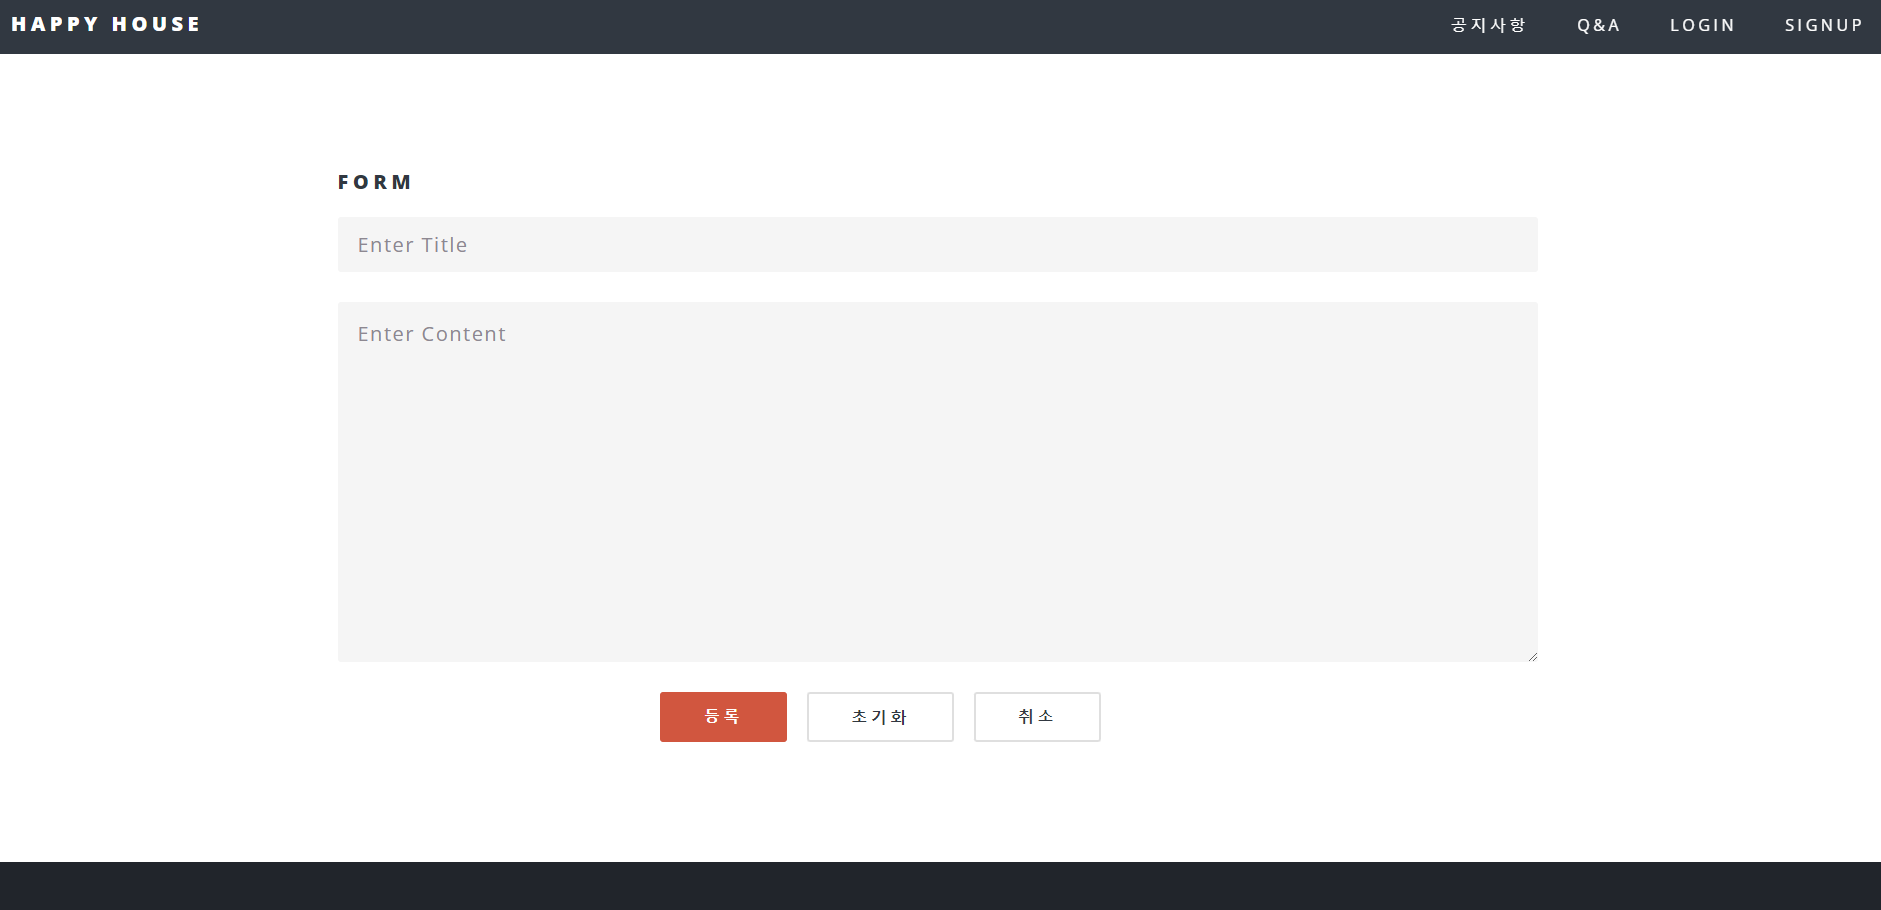 HAPPY HOUSE 공지사항 Q&A LOGIN SIGNUP
FORM
Enter Title
Enter Content
등록 초기화 취소